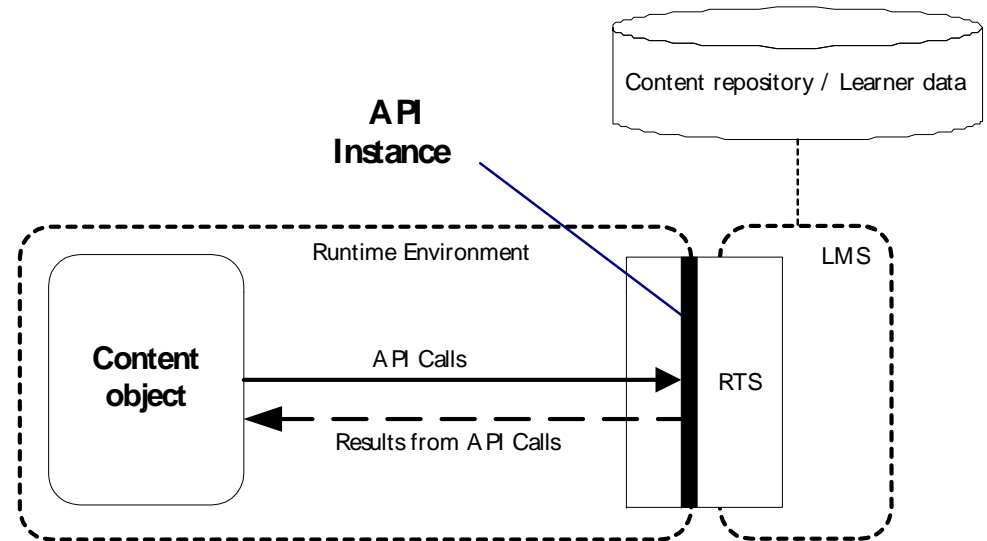 Content repository / Learner data
API
Instance
Runtime Environment
LMS
Content
object
API Calls
RTS
Results from API Calls